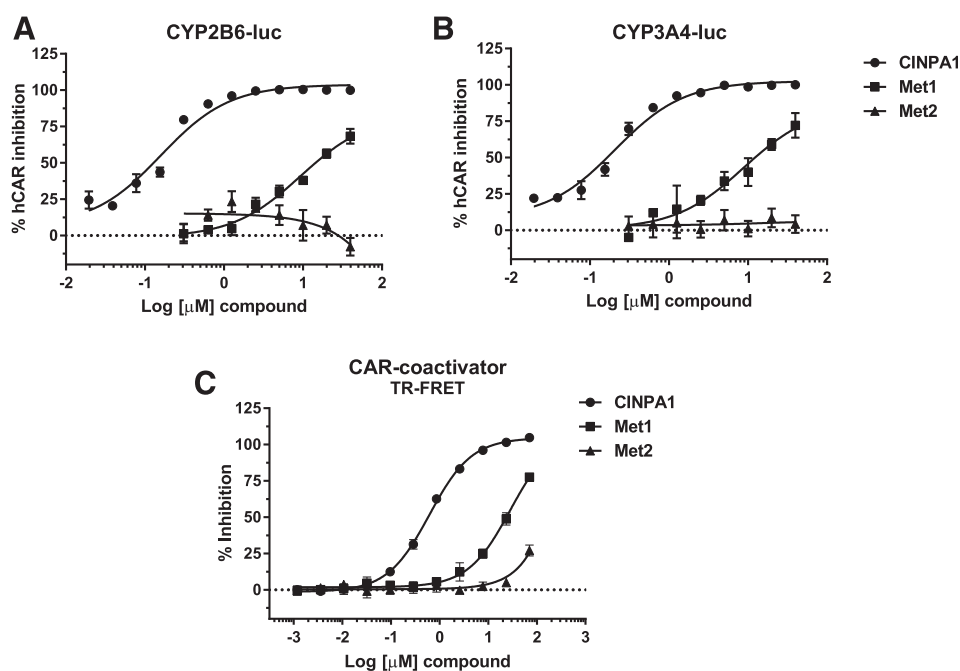 A
CYP2B6-luc
125
100
75
50
25
0
% hCAR inhibition
-2 -1 0 1 2
Log [μM] compound
B
CYP3A4-luc
125
100
75
50
25
0
% hCAR inhibition
-2 -1 0 1 2
Log [μM] compound
CINPA1
Met1
Met2
C
CAR-coactivator
TR-FRET
125
100
75
50
25
0
% Inhibition
-3 -2 -1 0 1 2 3
Log [μM] compound
CINPA1
Met1
Met2